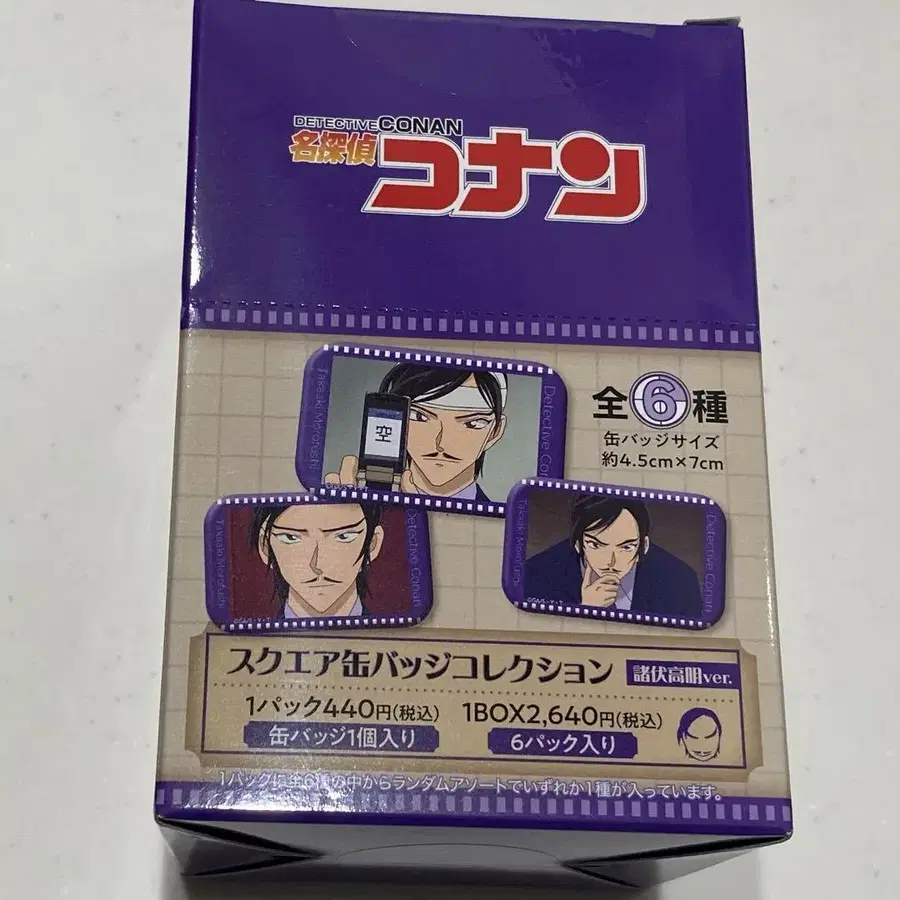 DETECTIVE CONAN
名探偵
コナン
空
Takaaki Morofushi
Detective Conan
全6種
缶バッジサイズ
約4.5cm×7cm
Takaaki Morofushi
Detective Conan
Takaaki Morofushi
Detective Conan
スクエア缶バッジコレクション 諸伏高明ver.
1パック440円(税込) 1BOX2,640円(税込)
缶バッジ1個入り 6パック入り
1パックに全6種の中からランダムアソートでいずれか1種が入っています。